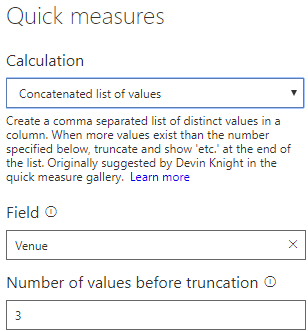 Quick measures
Calculation
Concatenated list of values
Create a comma separated list of distinct values in a
column. When more values exist than the number
specified below, truncate and show 'etc.' at the end of
the list. Originally suggested by Devin Knight in the
quick measure gallery. Learn more
Field
Venue
Number of values before truncation
3